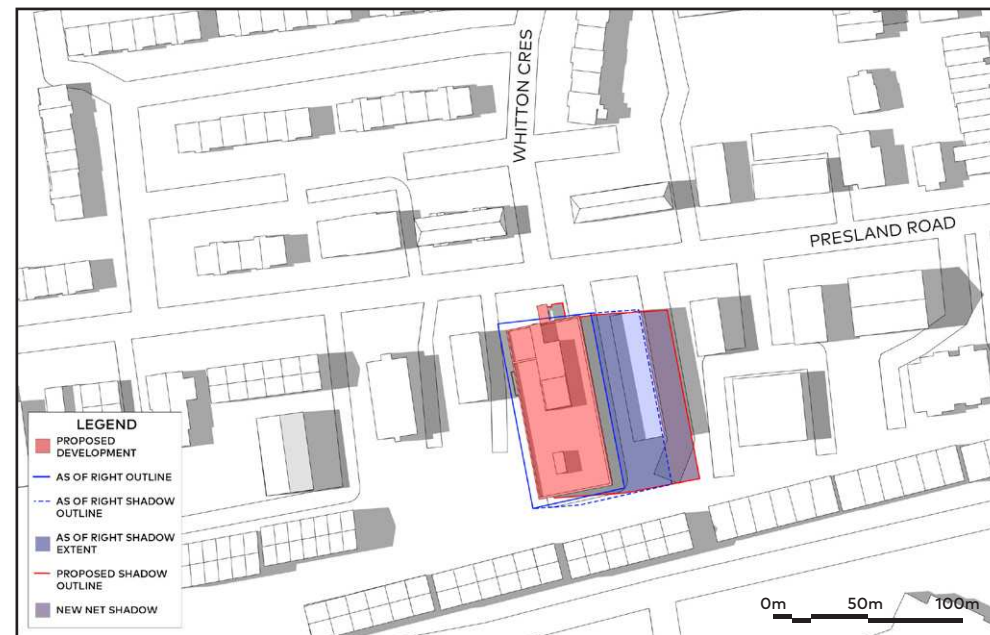 WHITTON CRES
PRESLAND ROAD
LEGEND
PROPOSED
DEVELOPMENT
AS OF RIGHT OUTLINE
AS OF RIGHT SHADOW
OUTLINE
AS OF RIGHT SHADOW
EXTENT
PROPOSED SHADOW
OUTLINE
NEW NET SHADOW
0m 50m 100m